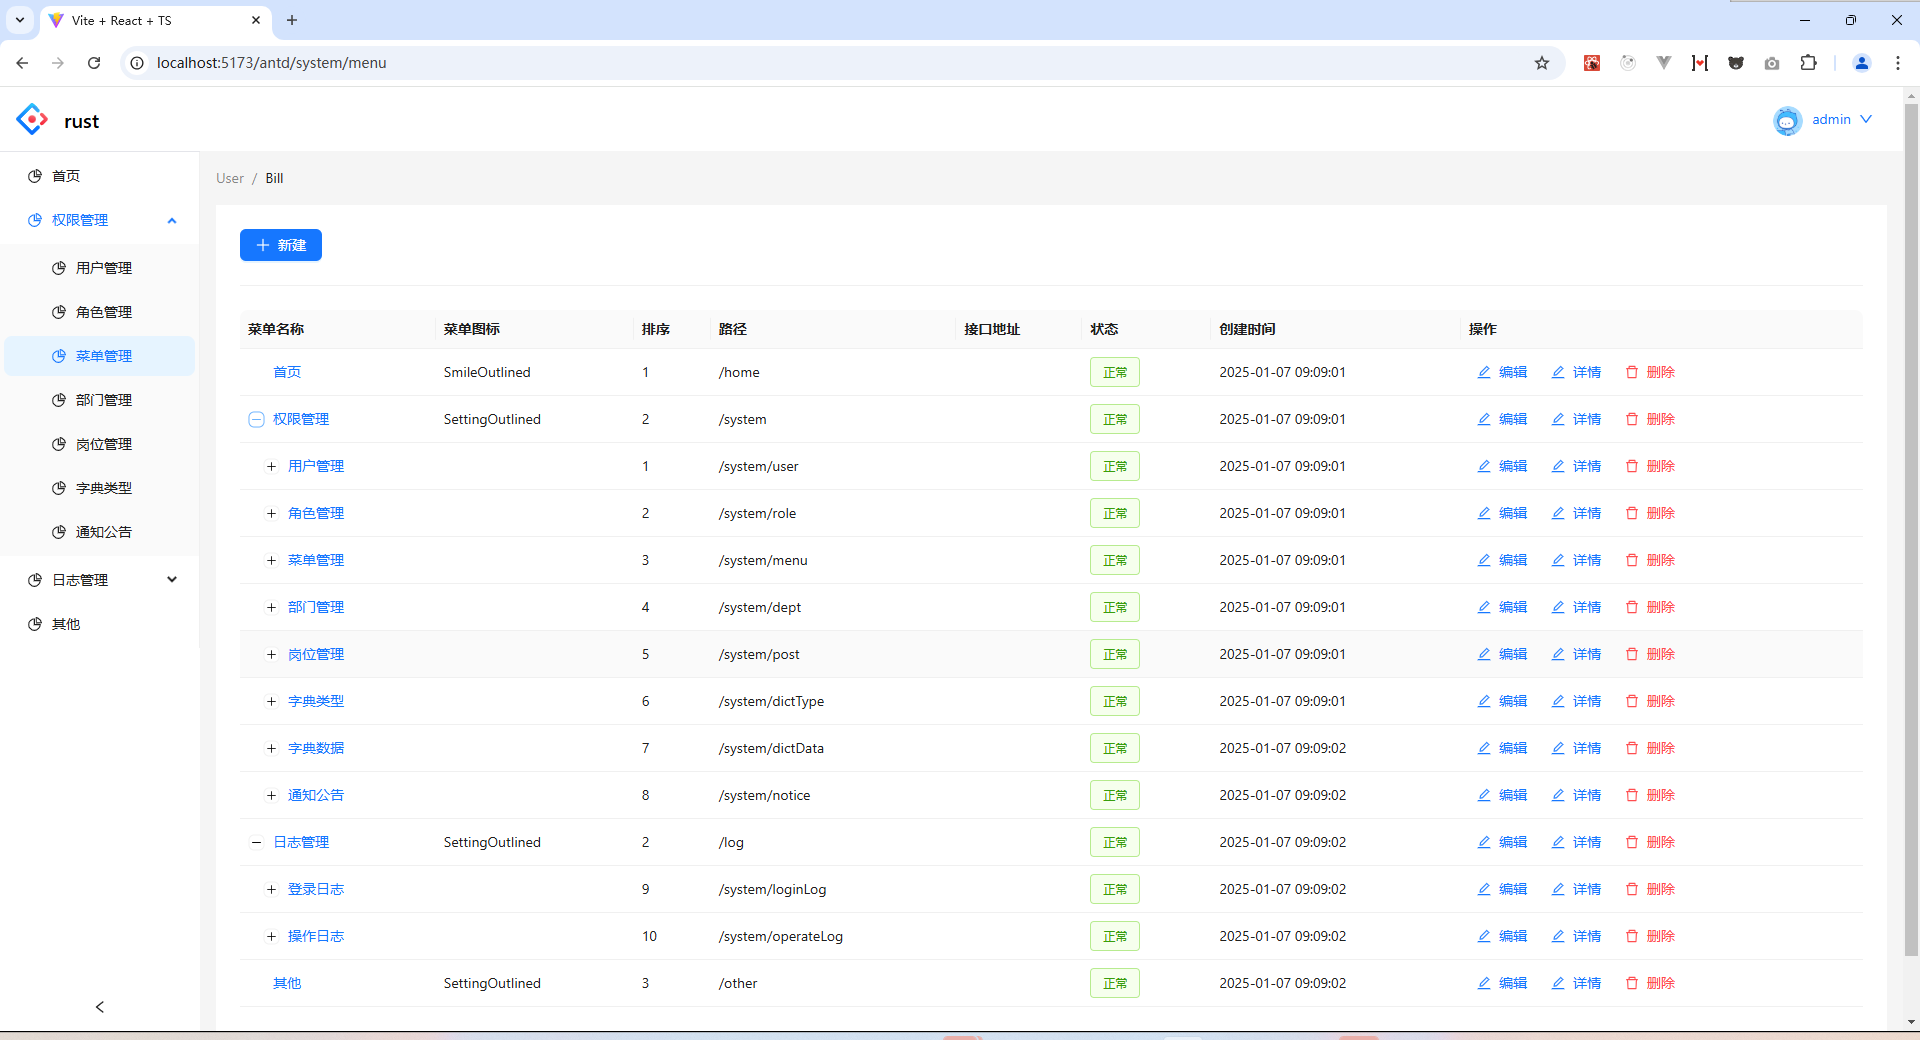 Vite + React + TS
localhost:5173/antd/system/menu
rust
admin
首页
权限管理
用户管理
角色管理
菜单管理
部门管理
岗位管理
字典类型
通知公告
日志管理
其他
User / Bill
新建
菜单名称 菜单图标 排序 路径 接口地址 状态 创建时间 操作
首页 SmileOutlined 1 /home 正常 2025-01-07 09:09:01 编辑 详情 删除
权限管理 SettingOutlined 2 /system 正常 2025-01-07 09:09:01 编辑 详情 删除
用户管理 1 /system/user 正常 2025-01-07 09:09:01 编辑 详情 删除
角色管理 2 /system/role 正常 2025-01-07 09:09:01 编辑 详情 删除
菜单管理 3 /system/menu 正常 2025-01-07 09:09:01 编辑 详情 删除
部门管理 4 /system/dept 正常 2025-01-07 09:09:01 编辑 详情 删除
岗位管理 5 /system/post 正常 2025-01-07 09:09:01 编辑 详情 删除
字典类型 6 /system/dictType 正常 2025-01-07 09:09:01 编辑 详情 删除
字典数据 7 /system/dictData 正常 2025-01-07 09:09:02 编辑 详情 删除
通知公告 8 /system/notice 正常 2025-01-07 09:09:02 编辑 详情 删除
日志管理 SettingOutlined 2 /log 正常 2025-01-07 09:09:02 编辑 详情 删除
登录日志 9 /system/loginLog 正常 2025-01-07 09:09:02 编辑 详情 删除
操作日志 10 /system/operateLog 正常 2025-01-07 09:09:02 编辑 详情 删除
其他 SettingOutlined 3 /other 正常 2025-01-07 09:09:02 编辑 详情 删除